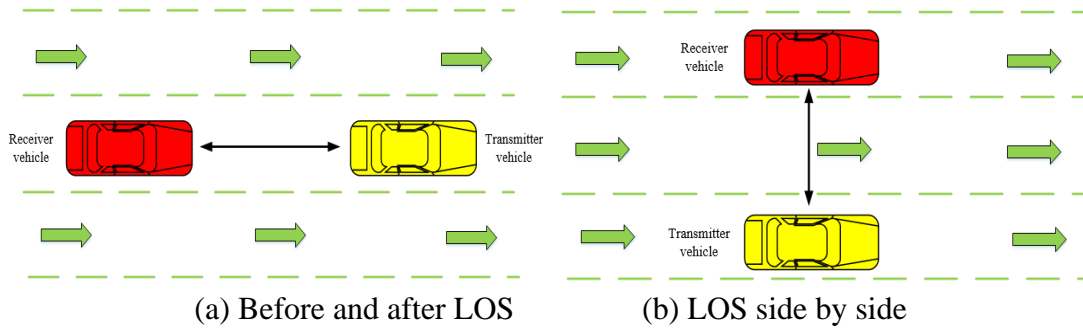 Receiver
vehicle
Transmitter
vehicle
(a) Before and after LOS
Receiver
vehicle
Transmitter
vehicle
(b) LOS side by side